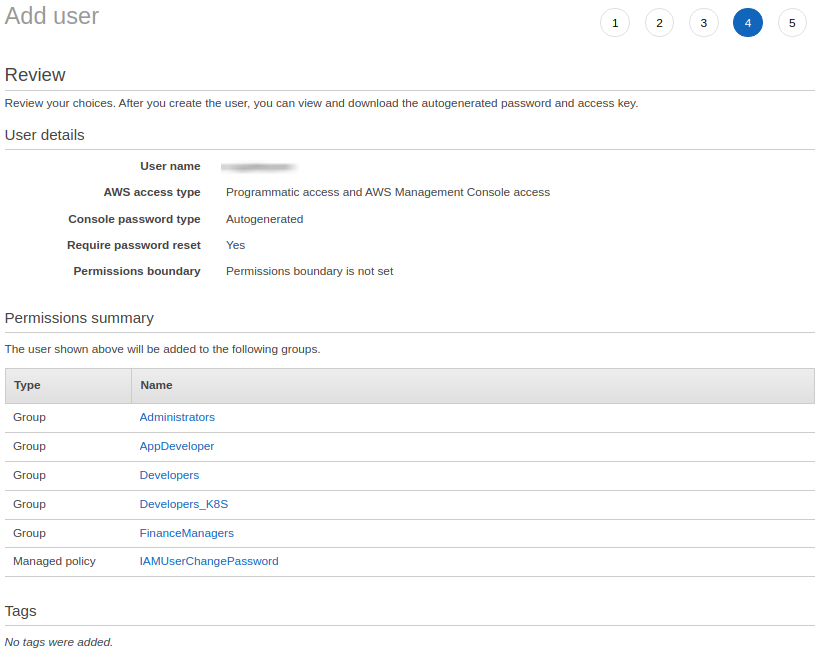 Add user
1 2 3 4 5
Review
Review your choices. After you create the user, you can view and download the autogenerated password and access key.
User details
User name
AWS access type Programmatic access and AWS Management Console access
Console password type Autogenerated
Require password reset Yes
Permissions boundary Permissions boundary is not set
Permissions summary
The user shown above will be added to the following groups.
Type Name
Group Administrators
Group AppDeveloper
Group Developers
Group Developers_K8S
Group FinanceManagers
Managed policy IAMUserChangePassword
Tags
No tags were added.